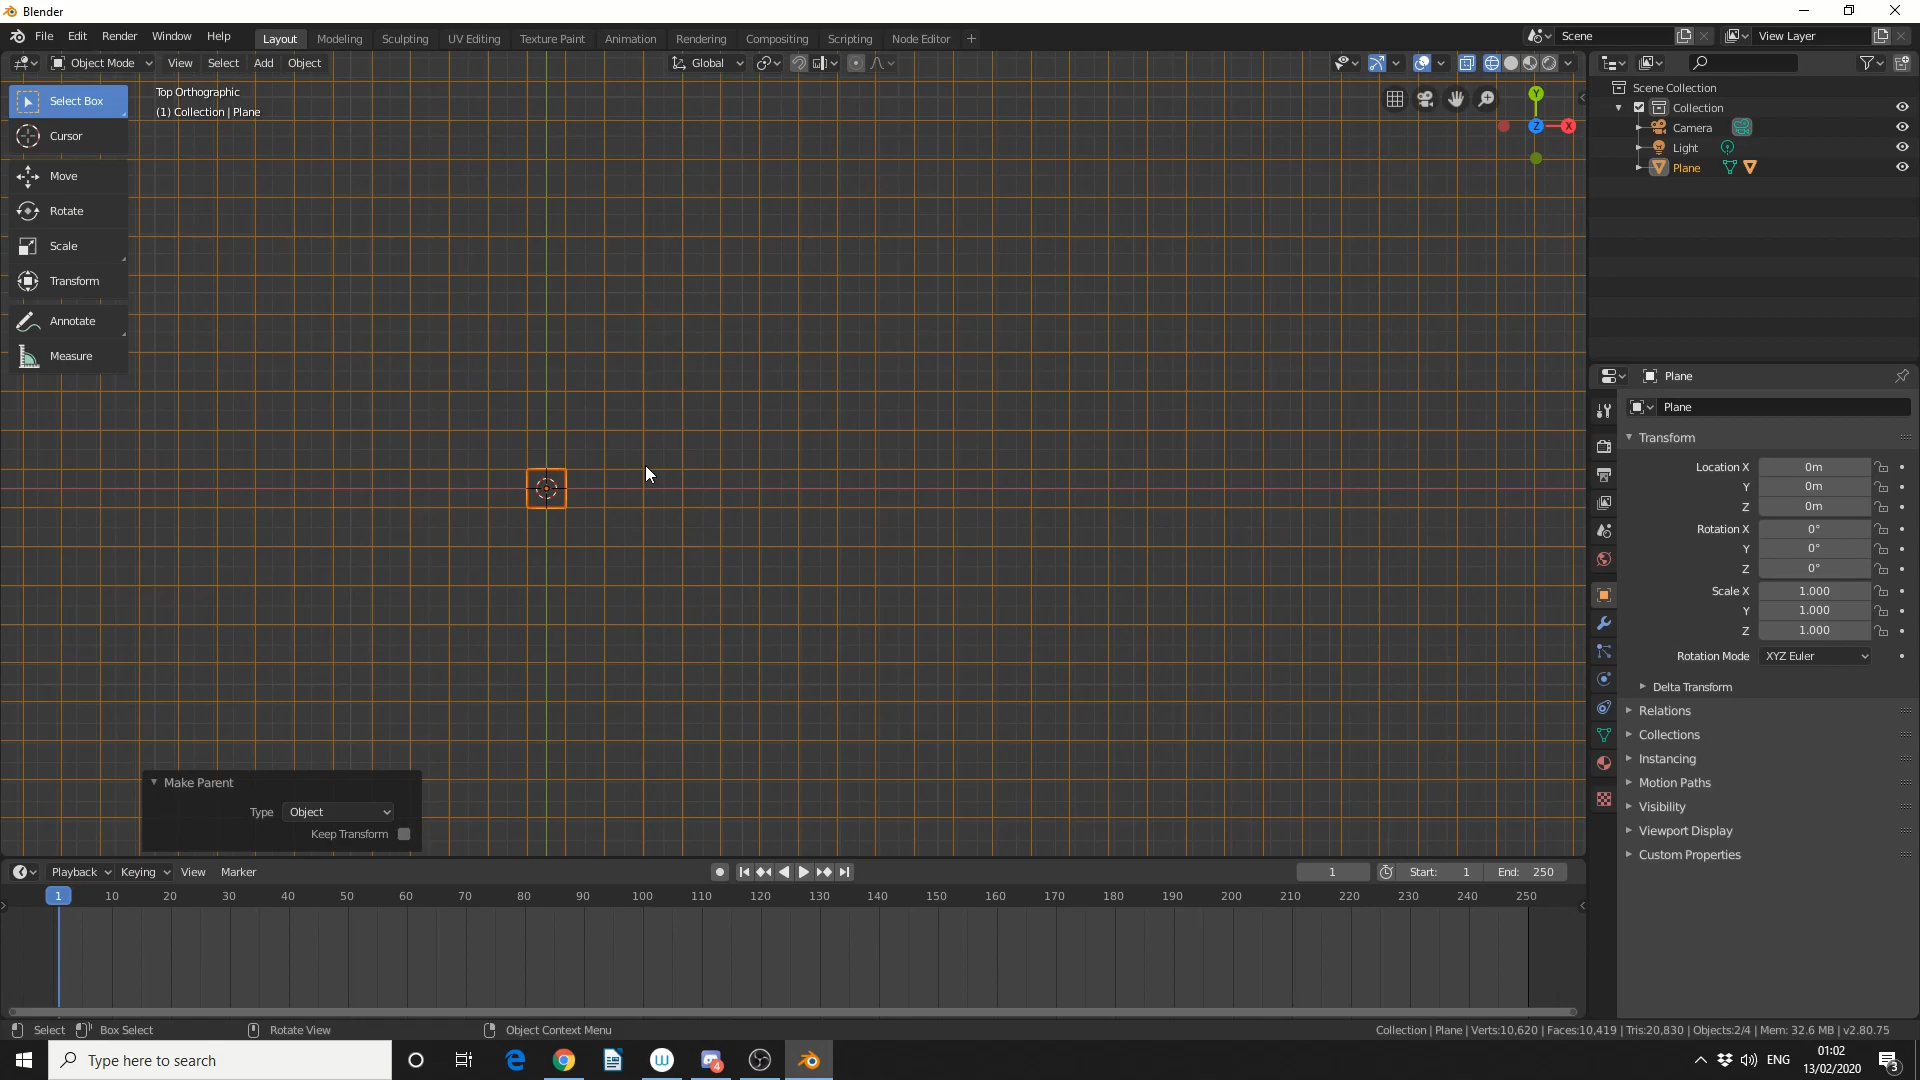 Blender
File Edit Render Window Help Layout Modeling Sculpting UV Editing Texture Paint Animation Rendering Compositing Scripting Node Editor + Scene View Layer
Object Mode View Select Add Object Global
Select Box
Cursor
Move
Rotate
Scale
Transform
Annotate
Measure
Top Orthographic
(1) Collection | Plane
Y
Z
X
Scene Collection
Collection
Camera
Light
Plane
Plane
Plane
Transform
Location X 0m
Y 0m
Z 0m
Rotation X 0°
Y 0°
Z 0°
Scale X 1.000
Y 1.000
Z 1.000
Rotation Mode XYZ Euler
Delta Transform
Relations
Collections
Instancing
Motion Paths
Visibility
Viewport Display
Custom Properties
Make Parent
Type Object
Keep Transform
Playback Keying View Marker 1 Start: 1 End: 250
1 10 20 30 40 50 60 70 80 90 100 110 120 130 140 150 160 170 180 190 200 210 220 230 240 250
Select Box Select Rotate View Object Context Menu Collection | Plane | Verts:10,620 | Faces:10,419 | Tris:20,830 | Objects:2/4 | Mem: 32.6 MB | v2.80.75
Type here to search 4 ENG 01:02 3
13/02/2020